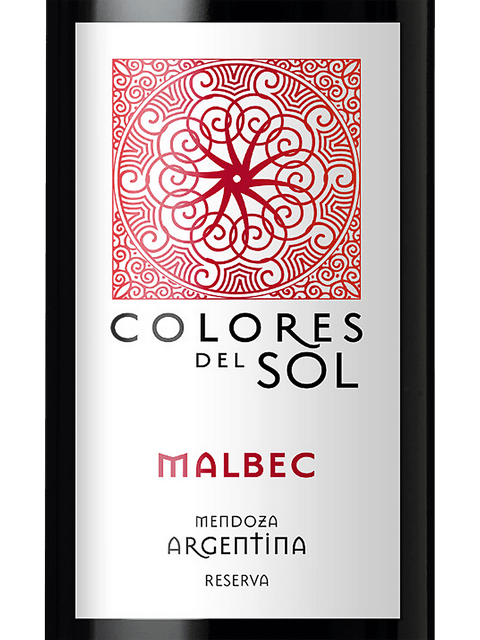 COLORES
DEL SOL
MALBEC
MENDOZA
ARGENTINA
RESERVA